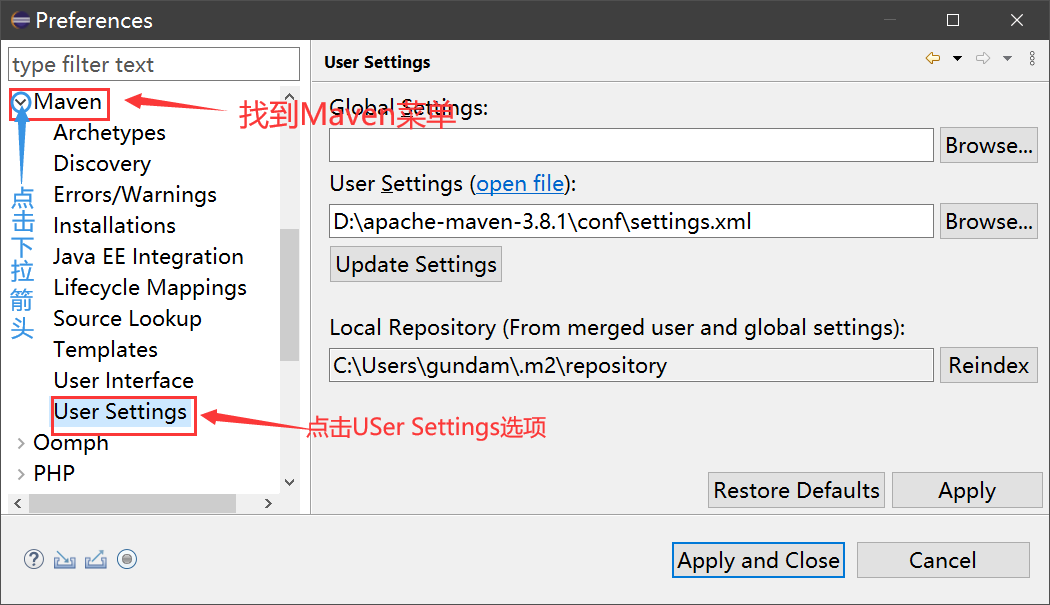 Preferences
type filter text
User Settings
Maven
找到Maven菜单
Global Settings:
Archetypes
Browse...
Discovery
User Settings (open file):
Errors/Warnings
点击下拉箭头
Installations
D:\apache-maven-3.8.1\conf\settings.xml
Browse...
Java EE Integration
Update Settings
Lifecycle Mappings
Source Lookup
Local Repository (From merged user and global settings):
Templates
C:\Users\gundam\.m2\repository
Reindex
User Interface
User Settings
点击USer Settings选项
Oomph
PHP
Restore Defaults
Apply
Apply and Close
Cancel